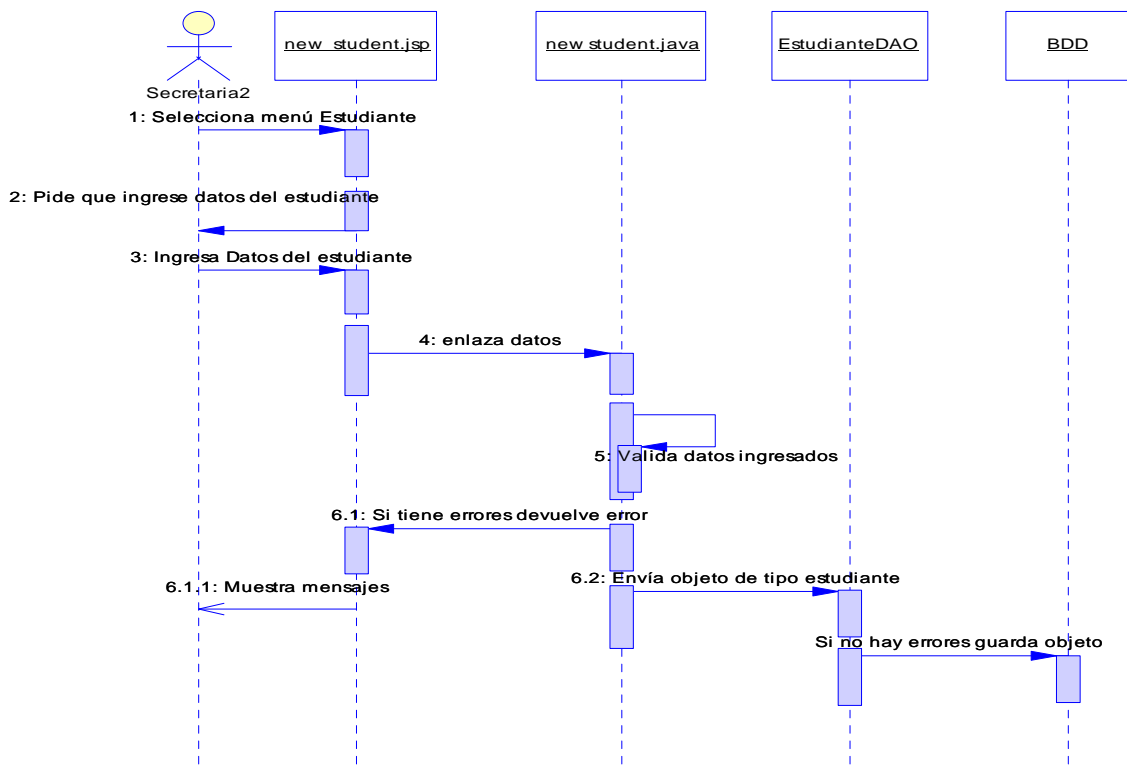 new_student.jsp
new student.java
EstudianteDAO
BDD
Secretaria2
1: Selecciona menú Estudiante
2: Pide que ingrese datos del estudiante
3: Ingresa Datos del estudiante
4: enlaza datos
5: Valida datos ingresados
6.1: Si tiene errores devuelve error
6.2: Envía objeto de tipo estudiante
6.1.1: Muestra mensajes
Si no hay errores guarda objeto